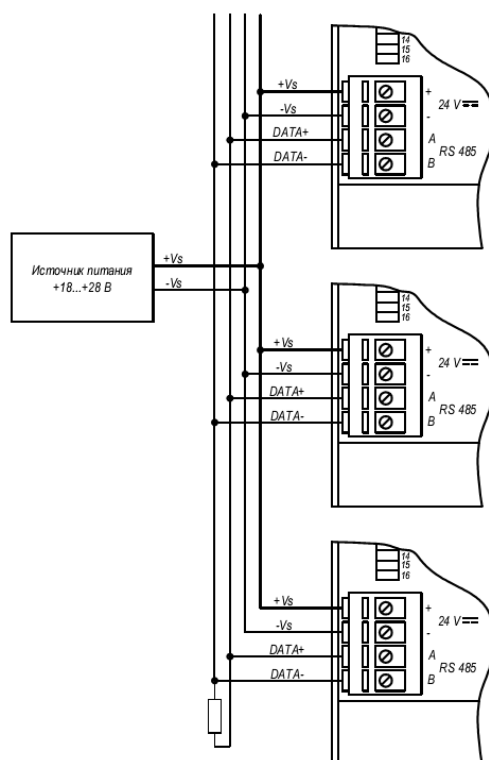 14
15
16
+Vs
+
24 V
-Vs
-
DATA+
A
RS 485
DATA-
B
Источник питания
+18...+28 В
+Vs
-Vs
14
15
16
+Vs
+
24 V
-Vs
-
DATA+
A
RS 485
DATA-
B
14
15
16
+Vs
+
24 V
-Vs
-
DATA+
A
RS 485
DATA-
B